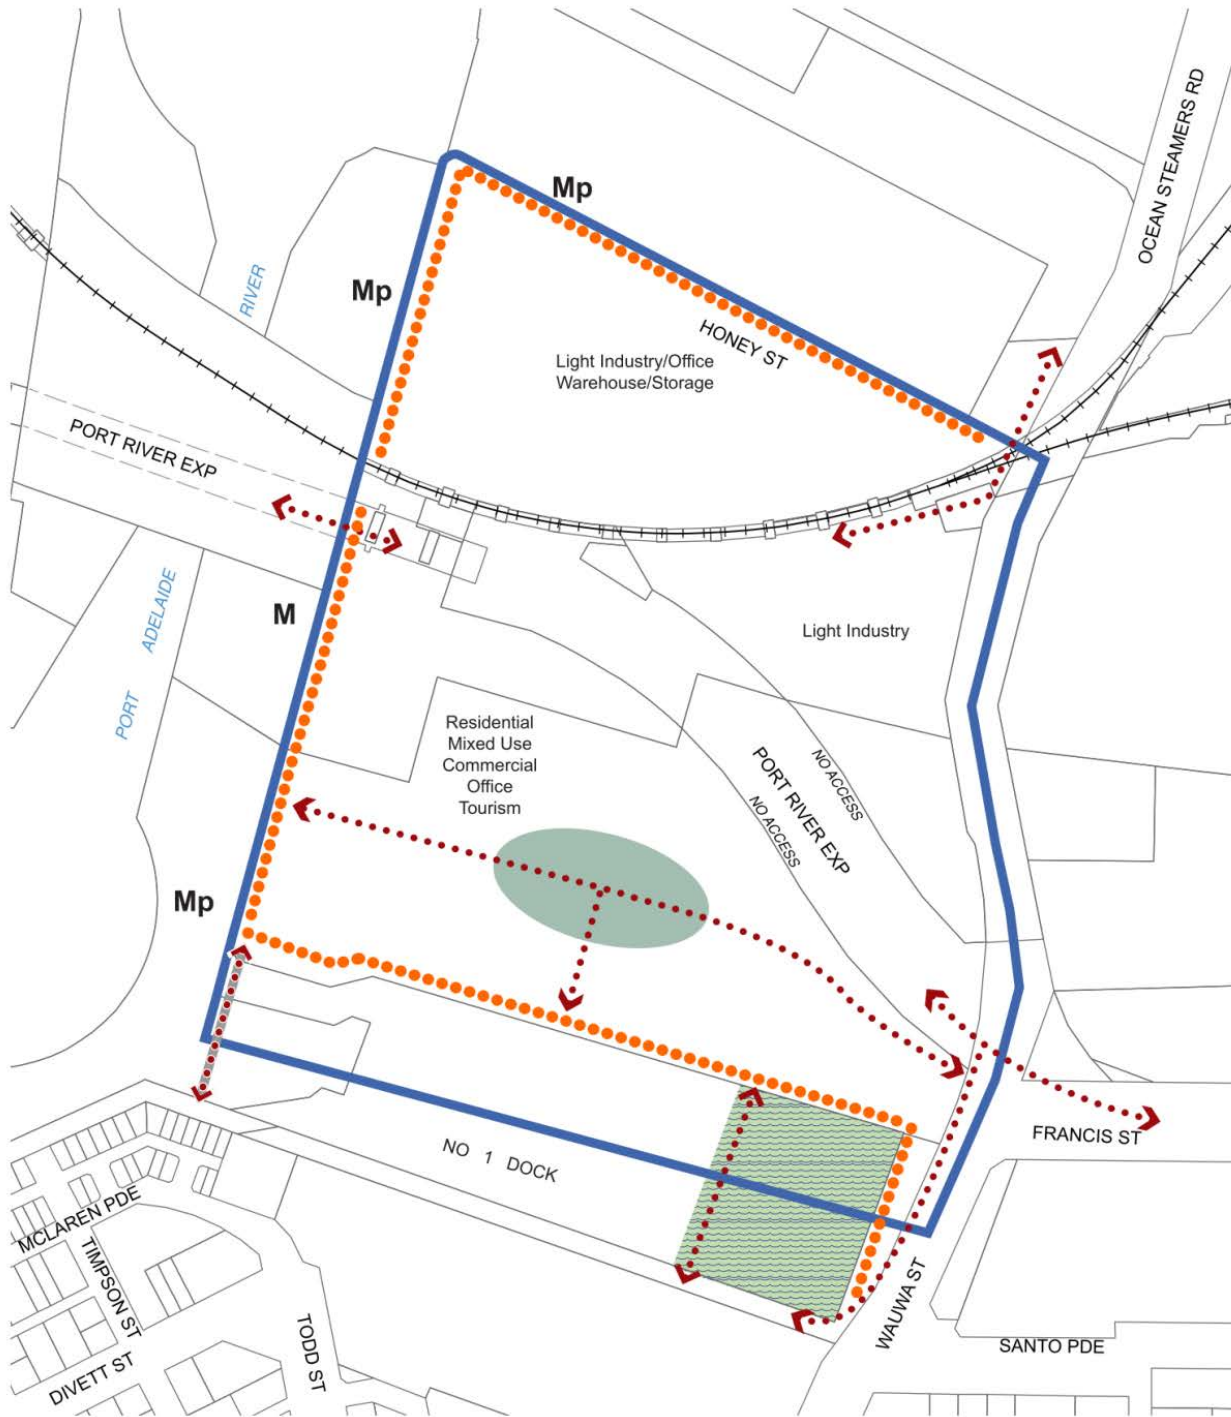 OCEAN STEAMERS RD
Mp
Mp
RIVER
HONEY ST
Light Industry/Office
Warehouse/Storage
PORT RIVER EXP
ADELAIDE
M
Light Industry
PORT
Residential
Mixed Use
Commercial
Office
Tourism
NO ACCESS
PORT RIVER EXP
NO ACCESS
Mp
FRANCIS ST
NO 1 DOCK
MCLAREN PDE
TIMPSON ST
WAUWA ST
SANTO PDE
TODD ST
DIVETT ST